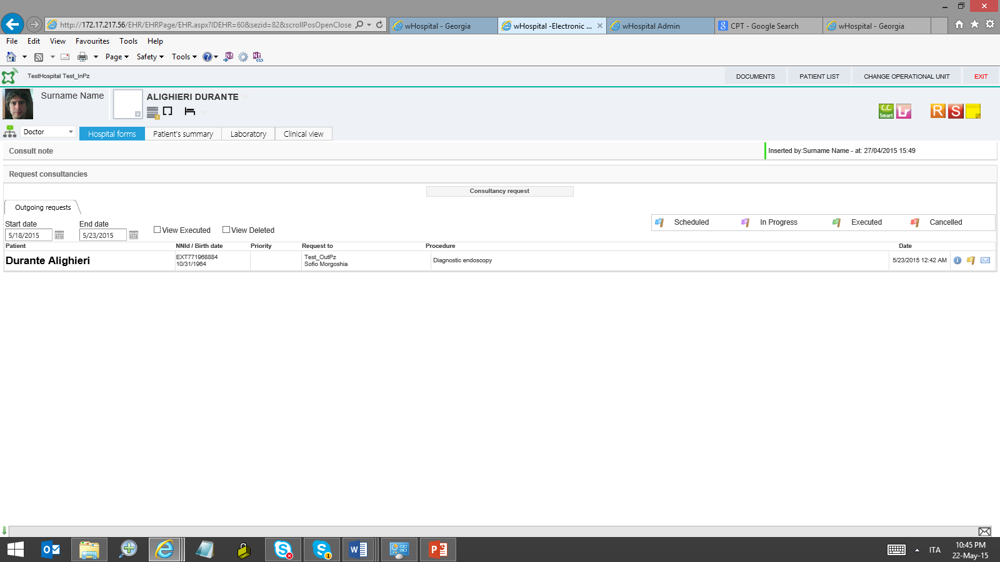 http://172.17.217.56/EHR/EHRPage/EHR.aspx?IDEHR=60&sezid=82&scrollPosOpenClose
wHospital - Georgia
wHospital -Electronic ...
wHospital Admin
CPT - Google Search
wHospital - Georgia
File Edit View Favourites Tools Help
Page Safety Tools
TestHospital Test_InPz
DOCUMENTS PATIENT LIST CHANGE OPERATIONAL UNIT EXIT
Surname Name
ALIGHIERI DURANTE
C.C. Smart
Lr
R
S
Doctor
Hospital forms Patient's summary Laboratory Clinical view
Consult note
Inserted by:Surname Name - at: 27/04/2015 15:49
Request consultancies
Consultancy request
Outgoing requests
Start date End date
5/18/2015 5/23/2015
View Executed View Deleted
Scheduled In Progress Executed Cancelled
Patient NNId / Birth date Priority Request to Procedure Date
Durante Alighieri
EXT771968884
10/31/1964
Test_OutPz
Sofio Morgoshia
Diagnostic endoscopy
5/23/2015 12:42 AM
ITA
10:45 PM
22-May-15